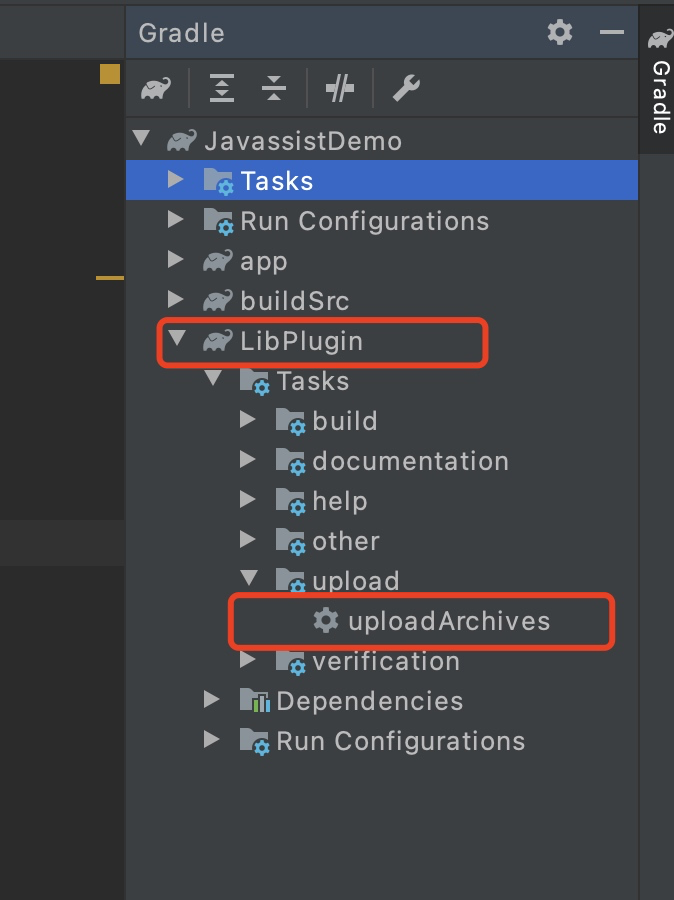 Gradle
Gradle
JavassistDemo
Tasks
Run Configurations
app
buildSrc
LibPlugin
Tasks
build
documentation
help
other
upload
uploadArchives
verification
Dependencies
Run Configurations